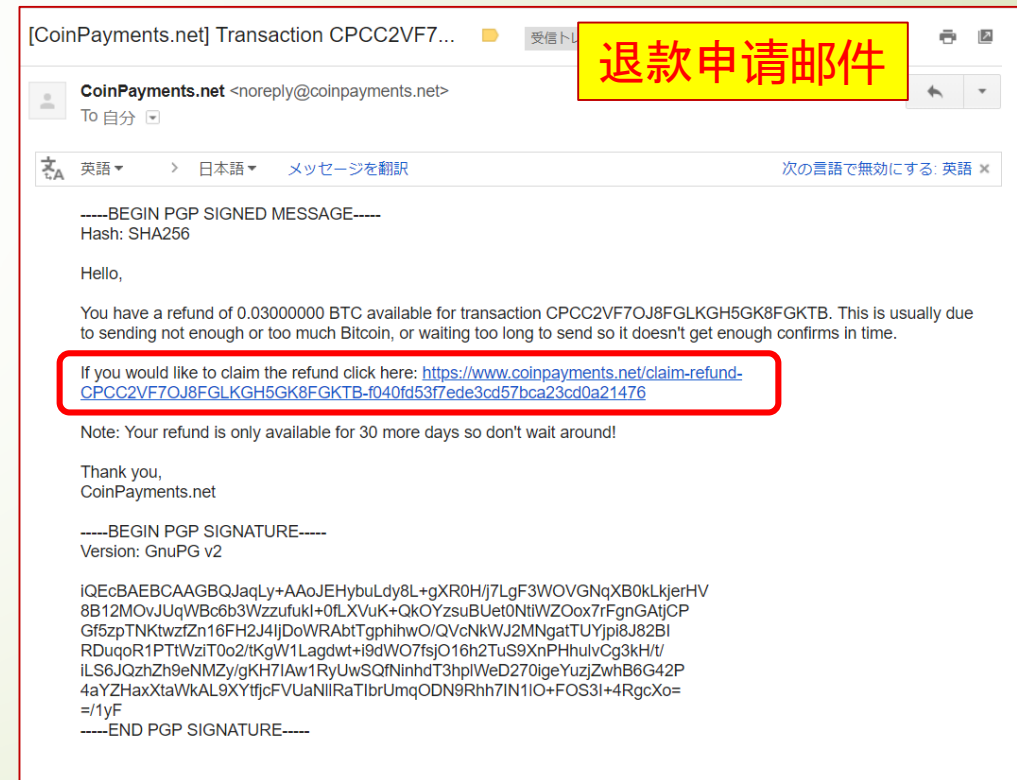 [CoinPayments.net] Transaction CPCC2VF7...
受信トレ
退款申请邮件
CoinPayments.net <noreply@coinpayments.net>
To 自分
英語 > 日本語 メッセージを翻訳 次の言語で無効にする: 英語 ×
-----BEGIN PGP SIGNED MESSAGE-----
Hash: SHA256
Hello,
You have a refund of 0.03000000 BTC available for transaction CPCC2VF7OJ8FGLKGH5GK8FGKTB. This is usually due
to sending not enough or too much Bitcoin, or waiting too long to send so it doesn't get enough confirms in time.
If you would like to claim the refund click here: https://www.coinpayments.net/claim-refund-
CPCC2VF7OJ8FGLKGH5GK8FGKTB-f040fd53f7ede3cd57bca23cd0a21476
Note: Your refund is only available for 30 more days so don't wait around!
Thank you,
CoinPayments.net
-----BEGIN PGP SIGNATURE-----
Version: GnuPG v2
iQEcBAEBCAAGBQJaqLy+AAoJEHybuLdy8L+gXR0H/j7LgF3WOVGNqXB0kLkjerHV
8B12MOvJUqWBc6b3WzzufukI+0fLXVuK+QkOYzsuBUet0NtiWZOox7rFgnGAtjCP
Gf5zpTNKtwzfZn16FH2J4IjDoWRAbtTgphihwO/QVcNkWJ2MNgatTUYjpi8J82BI
RDuqoR1PTtWziT0o2/tKgW1Lagdwt+i9dWO7fsjO16h2TuS9XnPHhulvCg3kH/t/
iLS6JQzhZh9eNMZy/gKH7IAw1RyUwSQfNinhdT3hplWeD270igeYuzjZwhB6G42P
4aYZHaxXtaWkAL9XYtfjcFVUaNlIRaTIbrUmqODN9Rhh7IN1lO+FOS3I+4RgcXo=
=/1yF
-----END PGP SIGNATURE-----